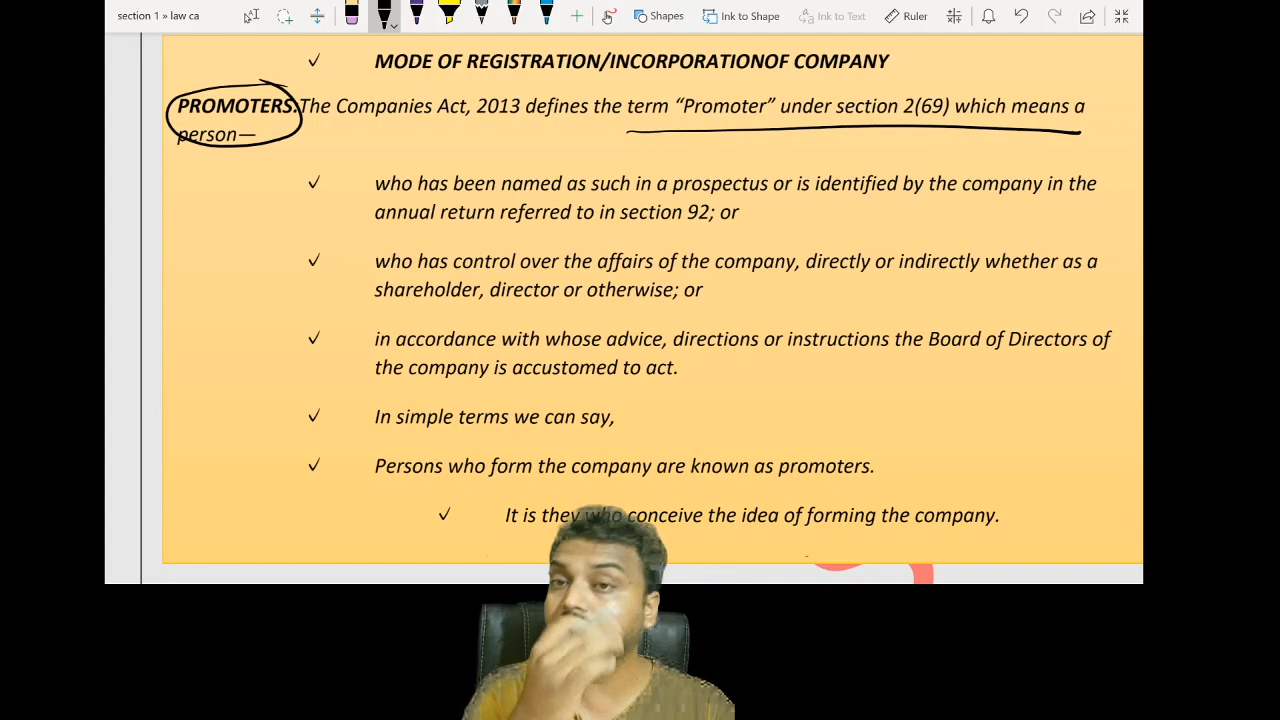 section 1 » law ca
Shapes
Ink to Shape
Ink to Text
Ruler
MODE OF REGISTRATION/INCORPORATIONOF COMPANY
PROMOTERS:The Companies Act, 2013 defines the term “Promoter” under section 2(69) which means a
person—
who has been named as such in a prospectus or is identified by the company in the
annual return referred to in section 92; or
who has control over the affairs of the company, directly or indirectly whether as a
shareholder, director or otherwise; or
in accordance with whose advice, directions or instructions the Board of Directors of
the company is accustomed to act.
In simple terms we can say,
Persons who form the company are known as promoters.
It is they who conceive the idea of forming the company.